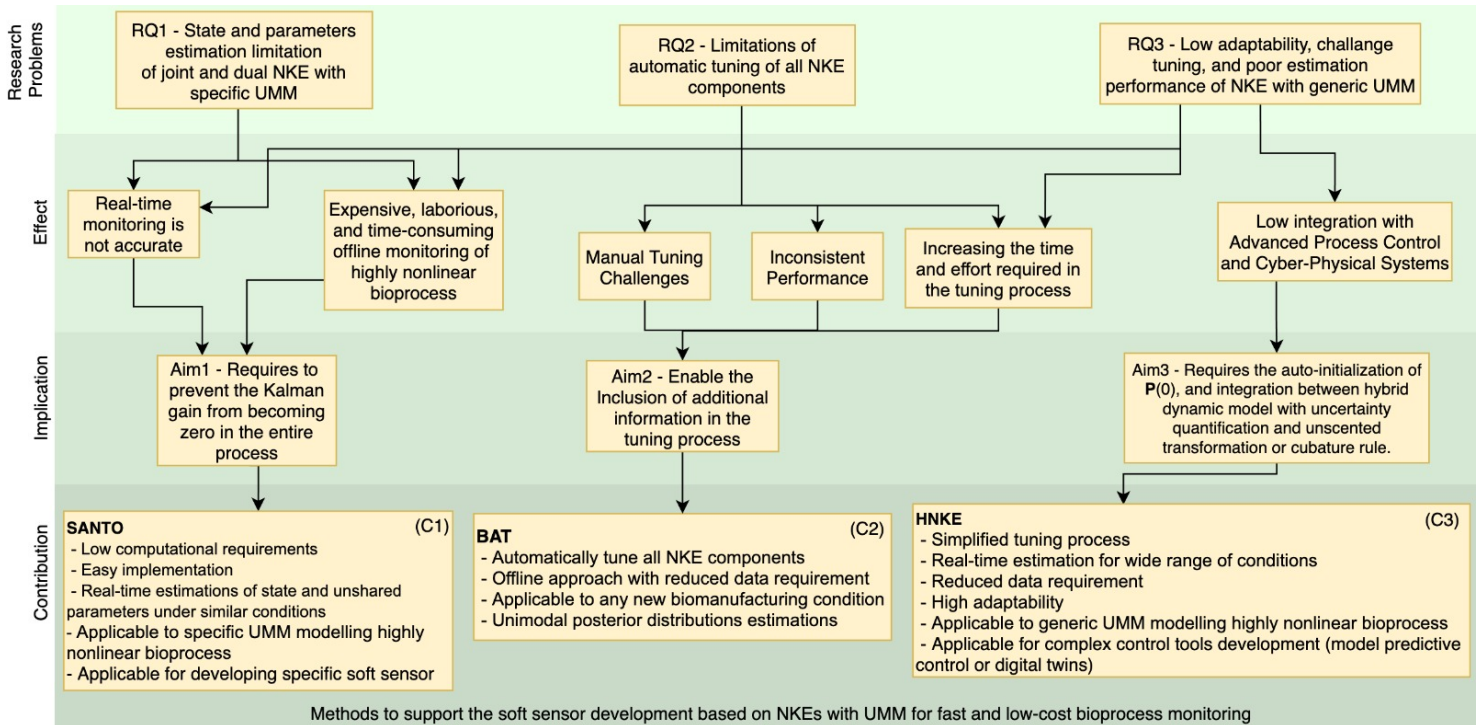 Research
Problems
RQ1 - State and parameters
estimation limitation
of joint and dual NKE with
specific UMM
RQ2 - Limitations of
automatic tuning of all NKE
components
RQ3 - Low adaptability, challange
tuning, and poor estimation
performance of NKE with generic UMM
Effect
Real-time
monitoring is
not accurate
Expensive, laborious,
and time-consuming
offline monitoring of
highly nonlinear
bioprocess
Manual Tuning
Challenges
Inconsistent
Performance
Increasing the time
and effort required in
the tuning process
Low integration with
Advanced Process Control
and Cyber-Physical Systems
Implication
Aim1 - Requires to
prevent the Kalman
gain from becoming
zero in the entire
process
Aim2 - Enable the
Inclusion of additional
information in the
tuning process
Aim3 - Requires the auto-initialization of
P(0), and integration between hybrid
dynamic model with uncertainty
quantification and unscented
transformation or cubature rule.
Contribution
SANTO (C1)
- Low computational requirements
- Easy implementation
- Real-time estimations of state and unshared
parameters under similar conditions
- Applicable to specific UMM modelling highly
nonlinear bioprocess
- Applicable for developing specific soft sensor
BAT (C2)
- Automatically tune all NKE components
- Offline approach with reduced data requirement
- Applicable to any new biomanufacturing condition
- Unimodal posterior distributions estimations
HNKE (C3)
- Simplified tuning process
- Real-time estimation for wide range of conditions
- Reduced data requirement
- High adaptability
- Applicable to generic UMM modelling highly nonlinear bioprocess
- Applicable for complex control tools development (model predictive
control or digital twins)
Methods to support the soft sensor development based on NKEs with UMM for fast and low-cost bioprocess monitoring